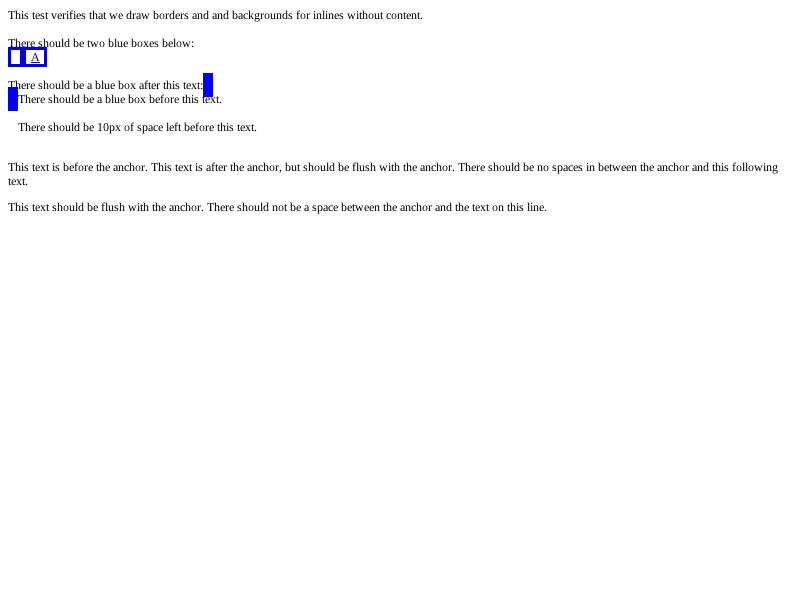 This test verifies that we draw borders and and backgrounds for inlines without content.
There should be two blue boxes below:
A
There should be a blue box after this text:
There should be a blue box before this text.
There should be 10px of space left before this text.
This text is before the anchor. This text is after the anchor, but should be flush with the anchor. There should be no spaces in between the anchor and this following
text.
This text should be flush with the anchor. There should not be a space between the anchor and the text on this line.